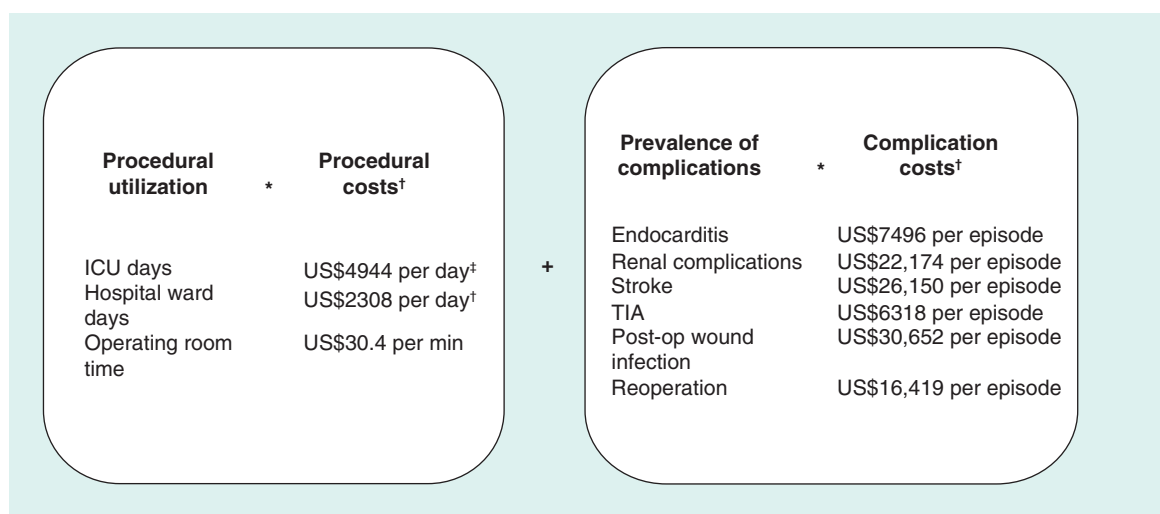 Procedural
utilization
*
Procedural
costs†
ICU days
US$4944 per day‡
Hospital ward
days
US$2308 per day†
Operating room
time
US$30.4 per min
+
Prevalence of
complications
*
Complication
costs†
Endocarditis
US$7496 per episode
Renal complications
US$22,174 per episode
Stroke
US$26,150 per episode
TIA
US$6318 per episode
Post-op wound
infection
US$30,652 per episode
Reoperation
US$16,419 per episode